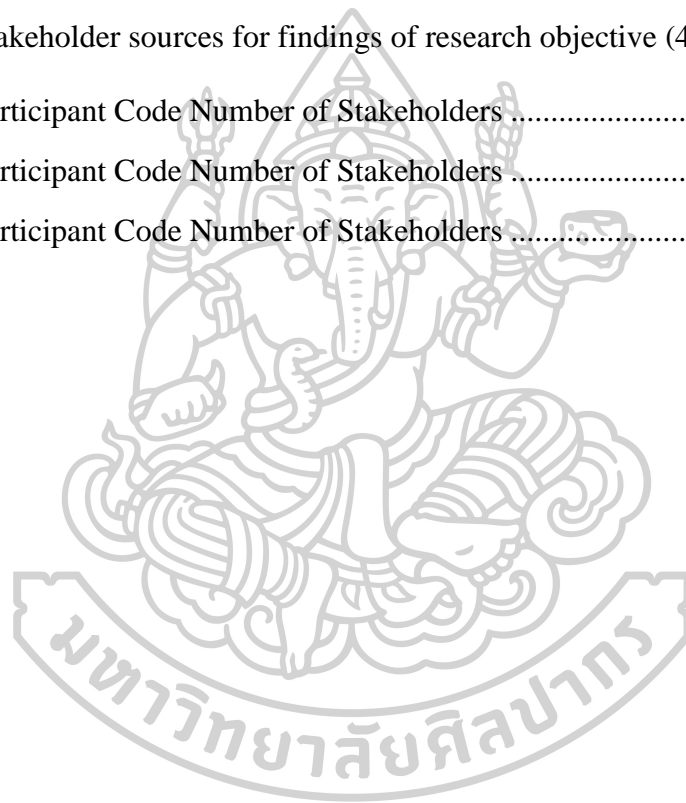 akeholder sources for findings of research objective (4
rticipant Code Number of Stakeholders ......................
rticipant Code Number of Stakeholders ......................
rticipant Code Number of Stakeholders ......................
มหาวิทยาลัยศิลปากร